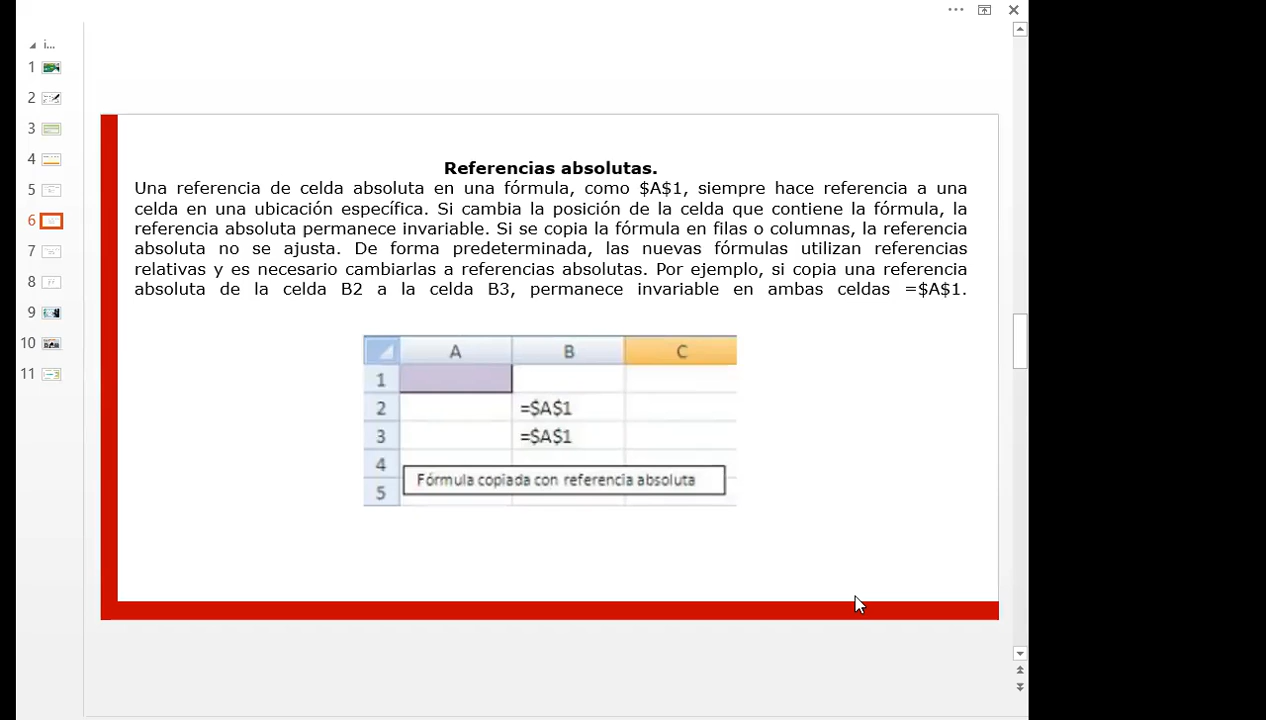 i...
1
2
3
4
5
6
7
8
9
10
11
Referencias absolutas.
Una referencia de celda absoluta en una fórmula, como $A$1, siempre hace referencia a una
celda en una ubicación específica. Si cambia la posición de la celda que contiene la fórmula, la
referencia absoluta permanece invariable. Si se copia la fórmula en filas o columnas, la referencia
absoluta no se ajusta. De forma predeterminada, las nuevas fórmulas utilizan referencias
relativas y es necesario cambiarlas a referencias absolutas. Por ejemplo, si copia una referencia
absoluta de la celda B2 a la celda B3, permanece invariable en ambas celdas =$A$1.
A B C
1
2 =$A$1
3 =$A$1
4
Fórmula copiada con referencia absoluta
5